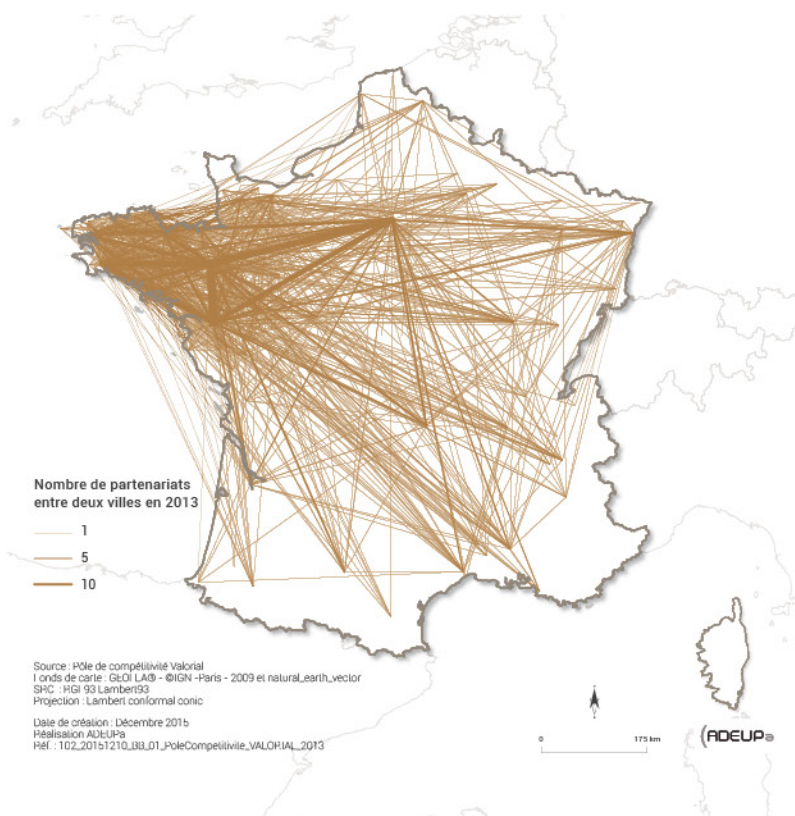 Nombre de partenariats
entre deux villes en 2013
1
5
10
Source : Pôle de compétitivité Valorial
Fonds de carte : GEOFLA® - ©IGN -Paris - 2009 et natural_earth_vector
SRC : RGF 93 Lambert93
Projection : Lambert conformal conic
Date de création : Décembre 2015
Réalisation ADEUPa
Réf. : 102_20151210_BB_01_PoleCompetitivite_VALORIAL_2013
0 175 km
ADEUPa